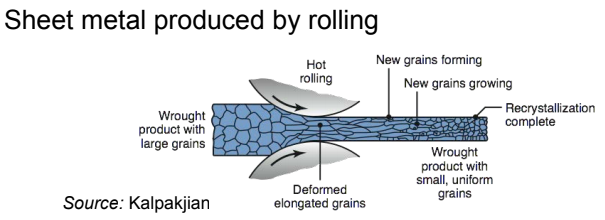 Sheet metal produced by rolling
Hot
rolling
New grains forming
New grains growing
Recrystallization
complete
Wrought
product with
large grains
Wrought
product with
small, uniform
grains
Deformed
elongated grains
Source: Kalpakjian